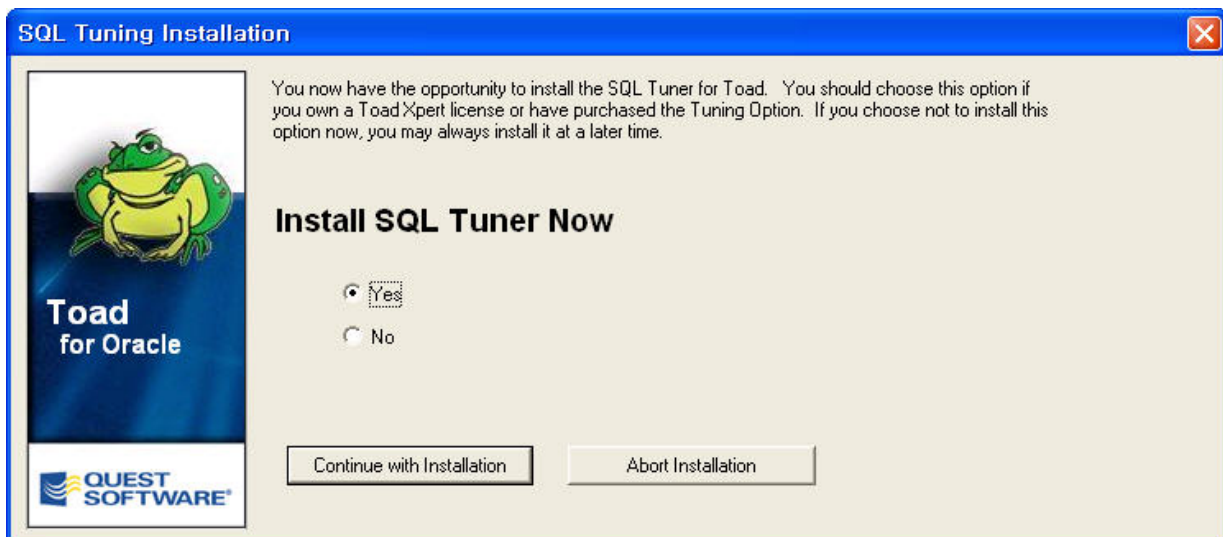 SQL Tuning Installation
You now have the opportunity to install the SQL Tuner for Toad.  You should choose this option if
you own a Toad Xpert license or have purchased the Tuning Option.  If you choose not to install this
option now, you may always install it at a later time.
Install SQL Tuner Now
Yes
No
Toad
for Oracle
Continue with Installation
Abort Installation
QUEST
SOFTWARE®